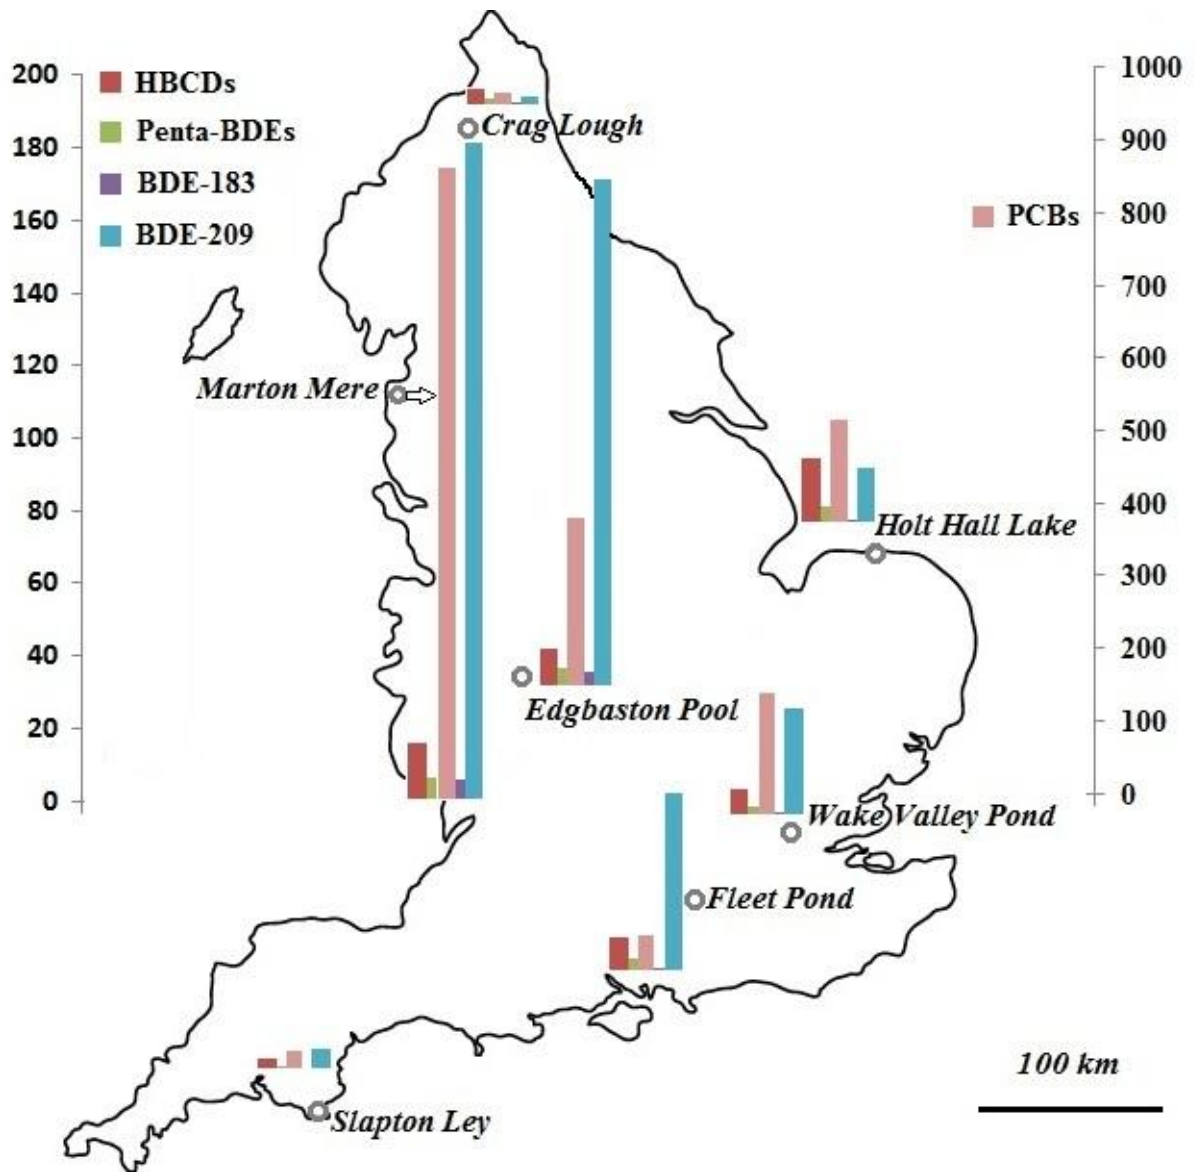 200
180
160
140
120
100
80
60
40
20
0
HBCDs
Penta-BDEs
BDE-183
BDE-209
PCBs
1000
900
800
700
600
500
400
300
200
100
0
Crag Lough
Marton Mere
Holt Hall Lake
Edgbaston Pool
Wake Valley Pond
Fleet Pond
Slapton Ley
100 km